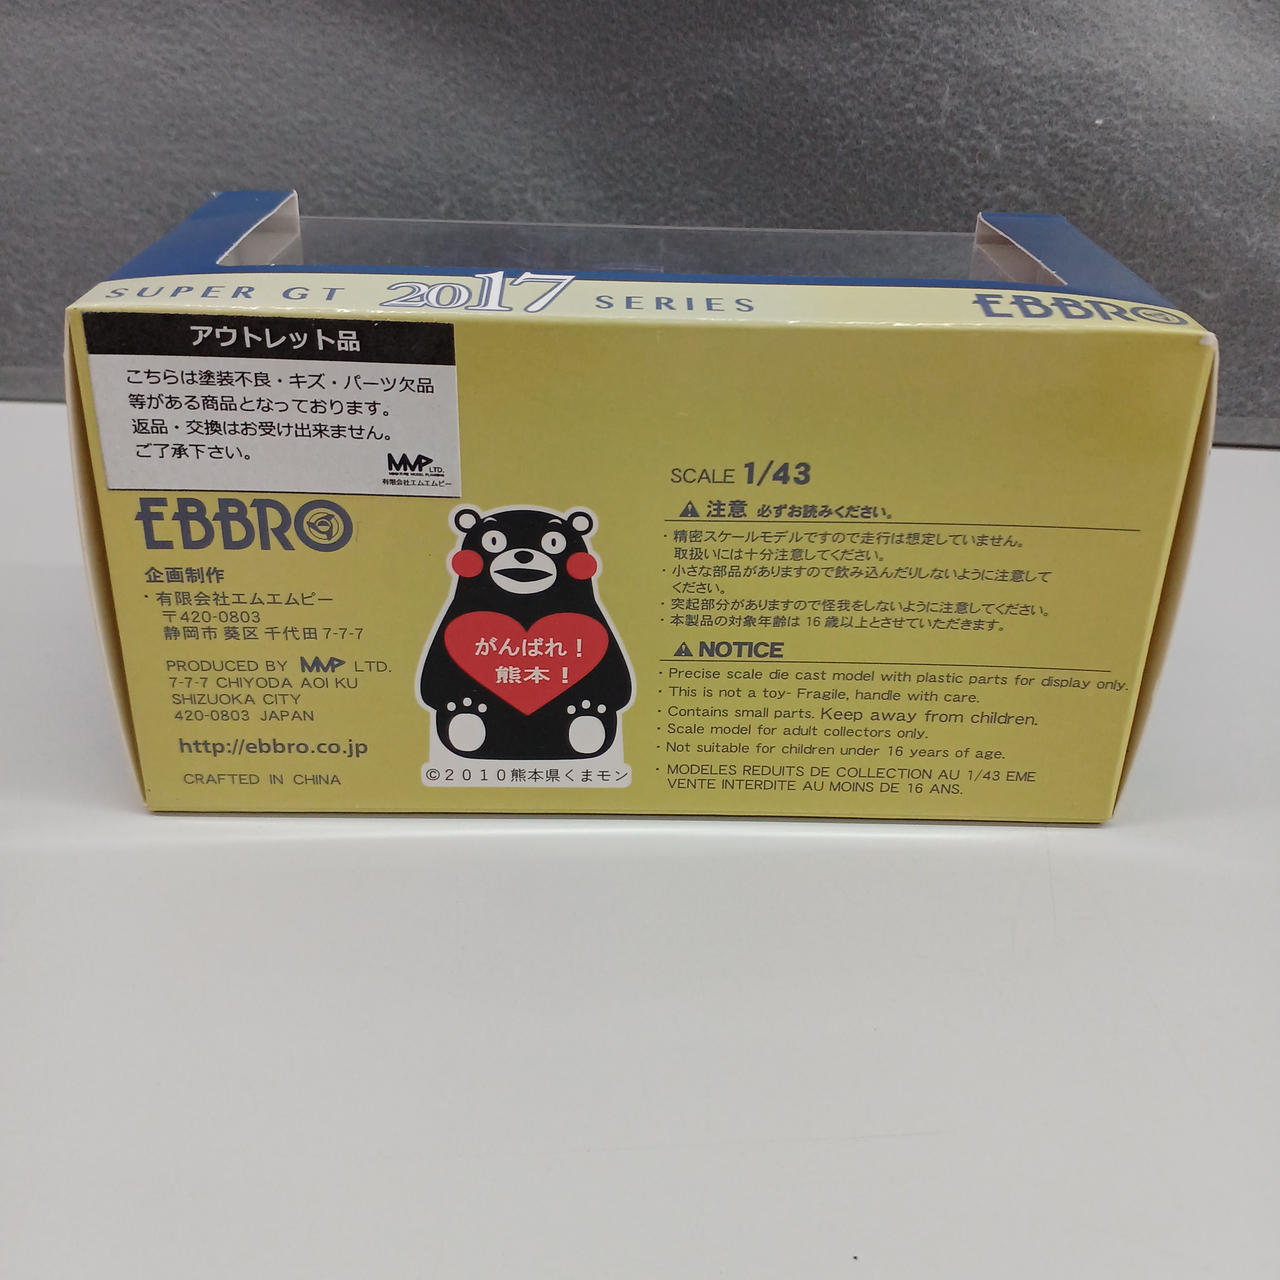 SUPER GT 2017 SERIES
EBBRO
アウトレット品
こちらは塗装不良・キズ・パーツ欠品
等がある商品となっております。
返品・交換はお受け出来ません。
ご了承下さい。
MMP LTD.
有限会社エムエムピー
EBBRO
企画制作
・有限会社エムエムピー
〒420-0803
静岡市 葵区 千代田 7-7-7
PRODUCED BY MMP LTD.
7-7-7 CHIYODA AOI KU
SHIZUOKA CITY
420-0803 JAPAN
http://ebbro.co.jp
CRAFTED IN CHINA
がんばれ！
熊本！
©２０１０熊本県くまモン
SCALE 1/43
注意 必ずお読みください。
・精密スケールモデルですので走行は想定していません。
取扱いには十分注意してください。
・小さな部品がありますので飲み込んだりしないように注意して
ください。
・突起部分がありますので怪我をしないように注意してください。
・本製品の対象年齢は 16 歳以上とさせていただきます。
NOTICE
・Precise scale die cast model with plastic parts for display only.
・This is not a toy- Fragile, handle with care.
・Contains small parts. Keep away from children.
・Scale model for adult collectors only.
・Not suitable for children under 16 years of age.
・MODELES REDUITS DE COLLECTION AU 1/43 EME
VENTE INTERDITE AU MOINS DE 16 ANS.